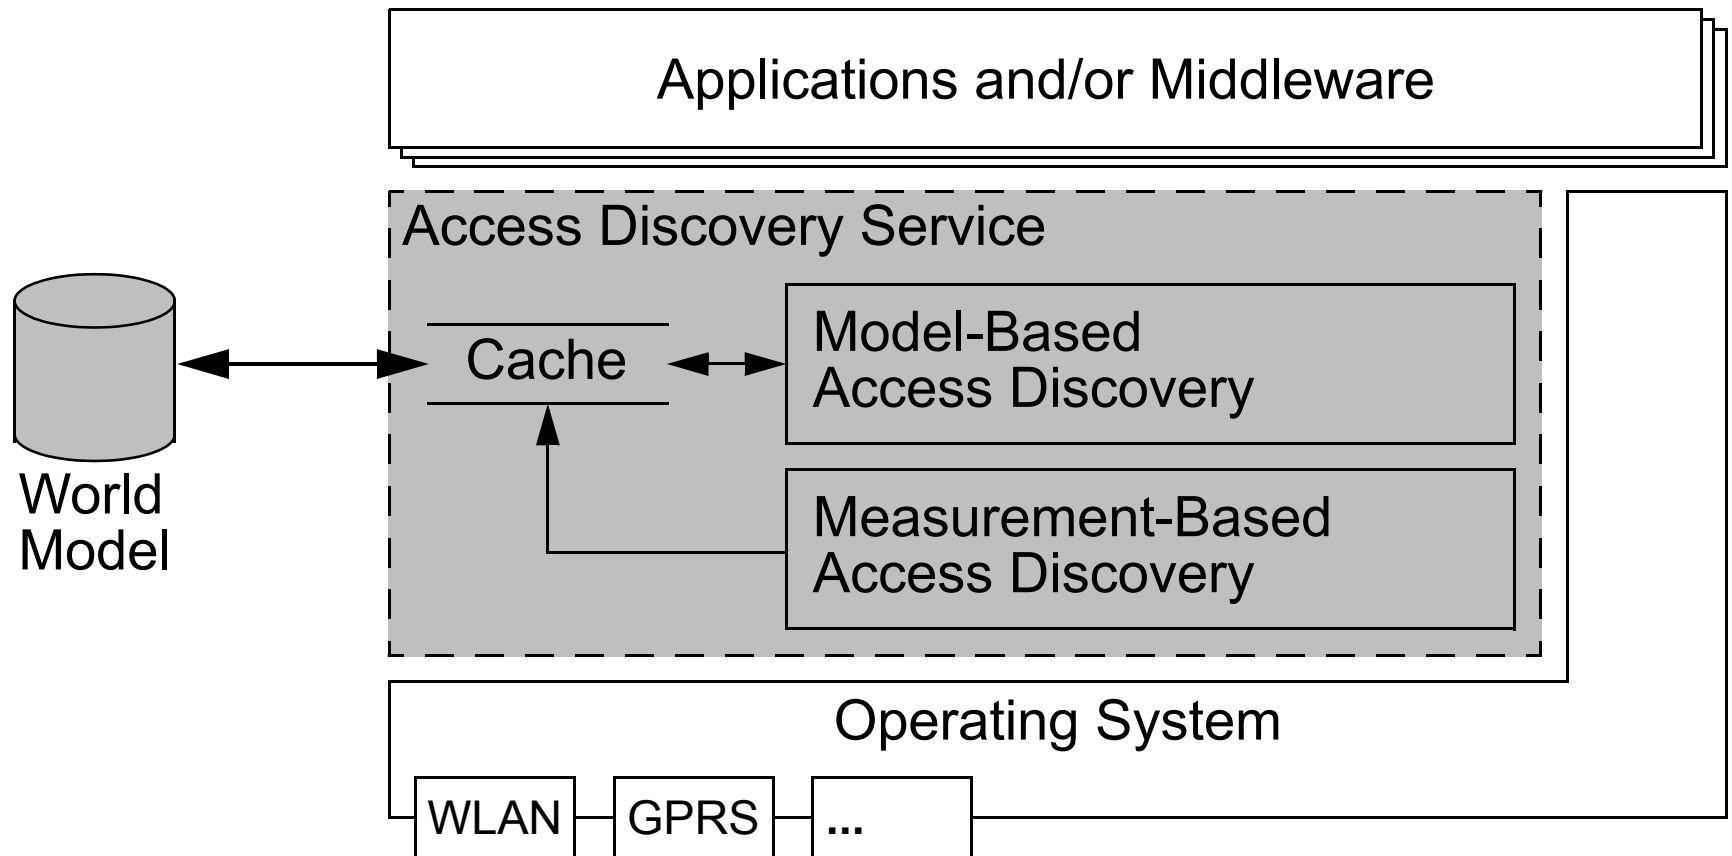 Applications and/or Middleware
Access Discovery Service
Cache
Model-Based
Access Discovery
World
Model
Measurement-Based
Access Discovery
Operating System
WLAN
GPRS
...